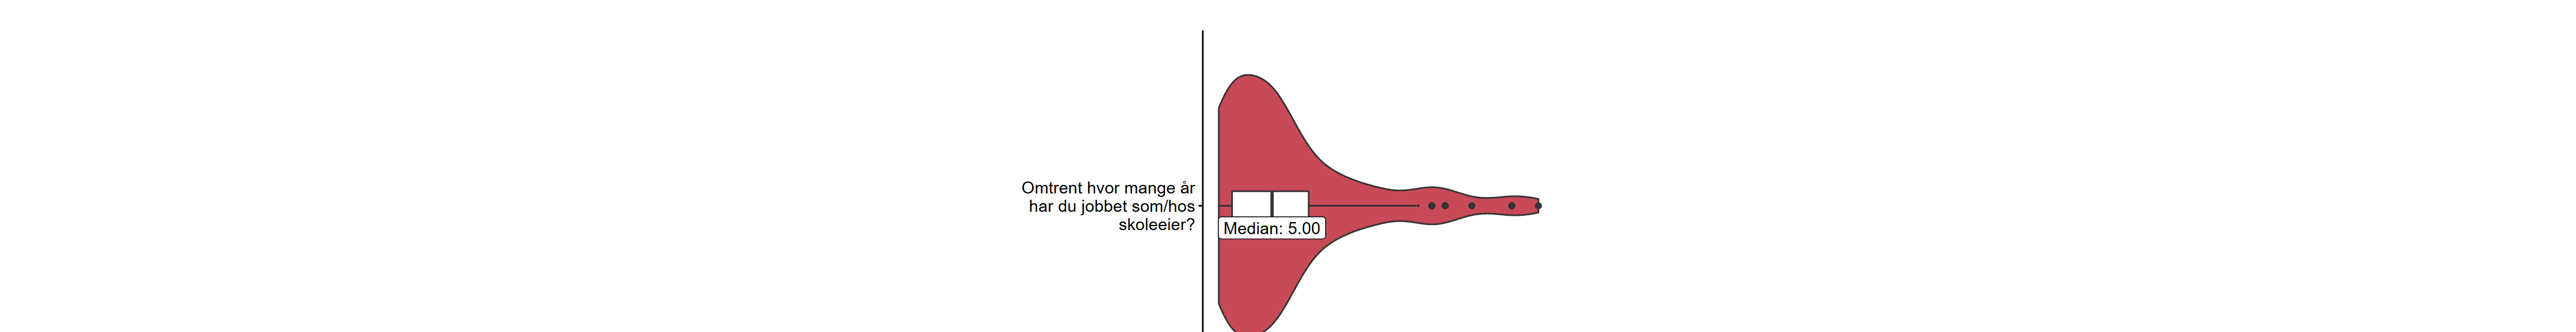 Omtrent hvor mange år
har du jobbet som/hos
skoleeier?
Median: 5.00